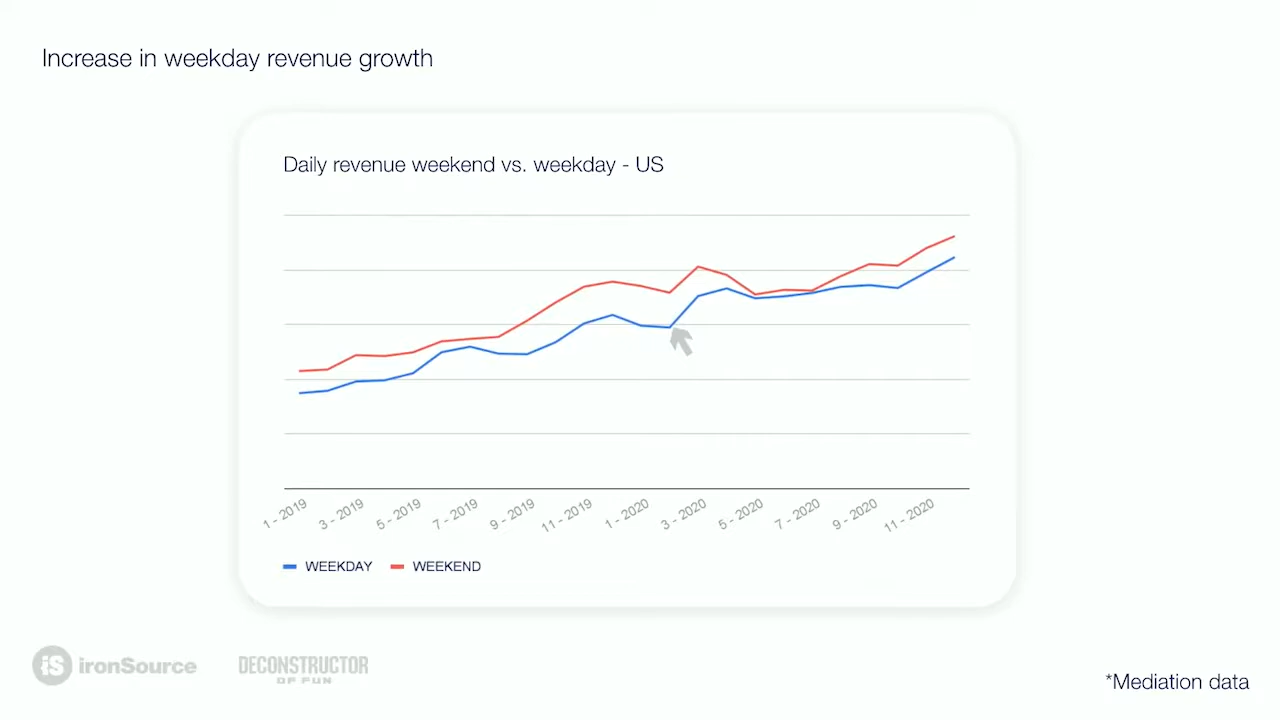 Increase in weekday revenue growth
Daily revenue weekend vs. weekday - US
1 - 2019
3 - 2019
5 - 2019
7 - 2019
9 - 2019
11 - 2019
1 - 2020
3 - 2020
5 - 2020
7 - 2020
9 - 2020
11 - 2020
WEEKDAY WEEKEND
iS ironSource
DECONSTRUCTOR
OF FUN
*Mediation data